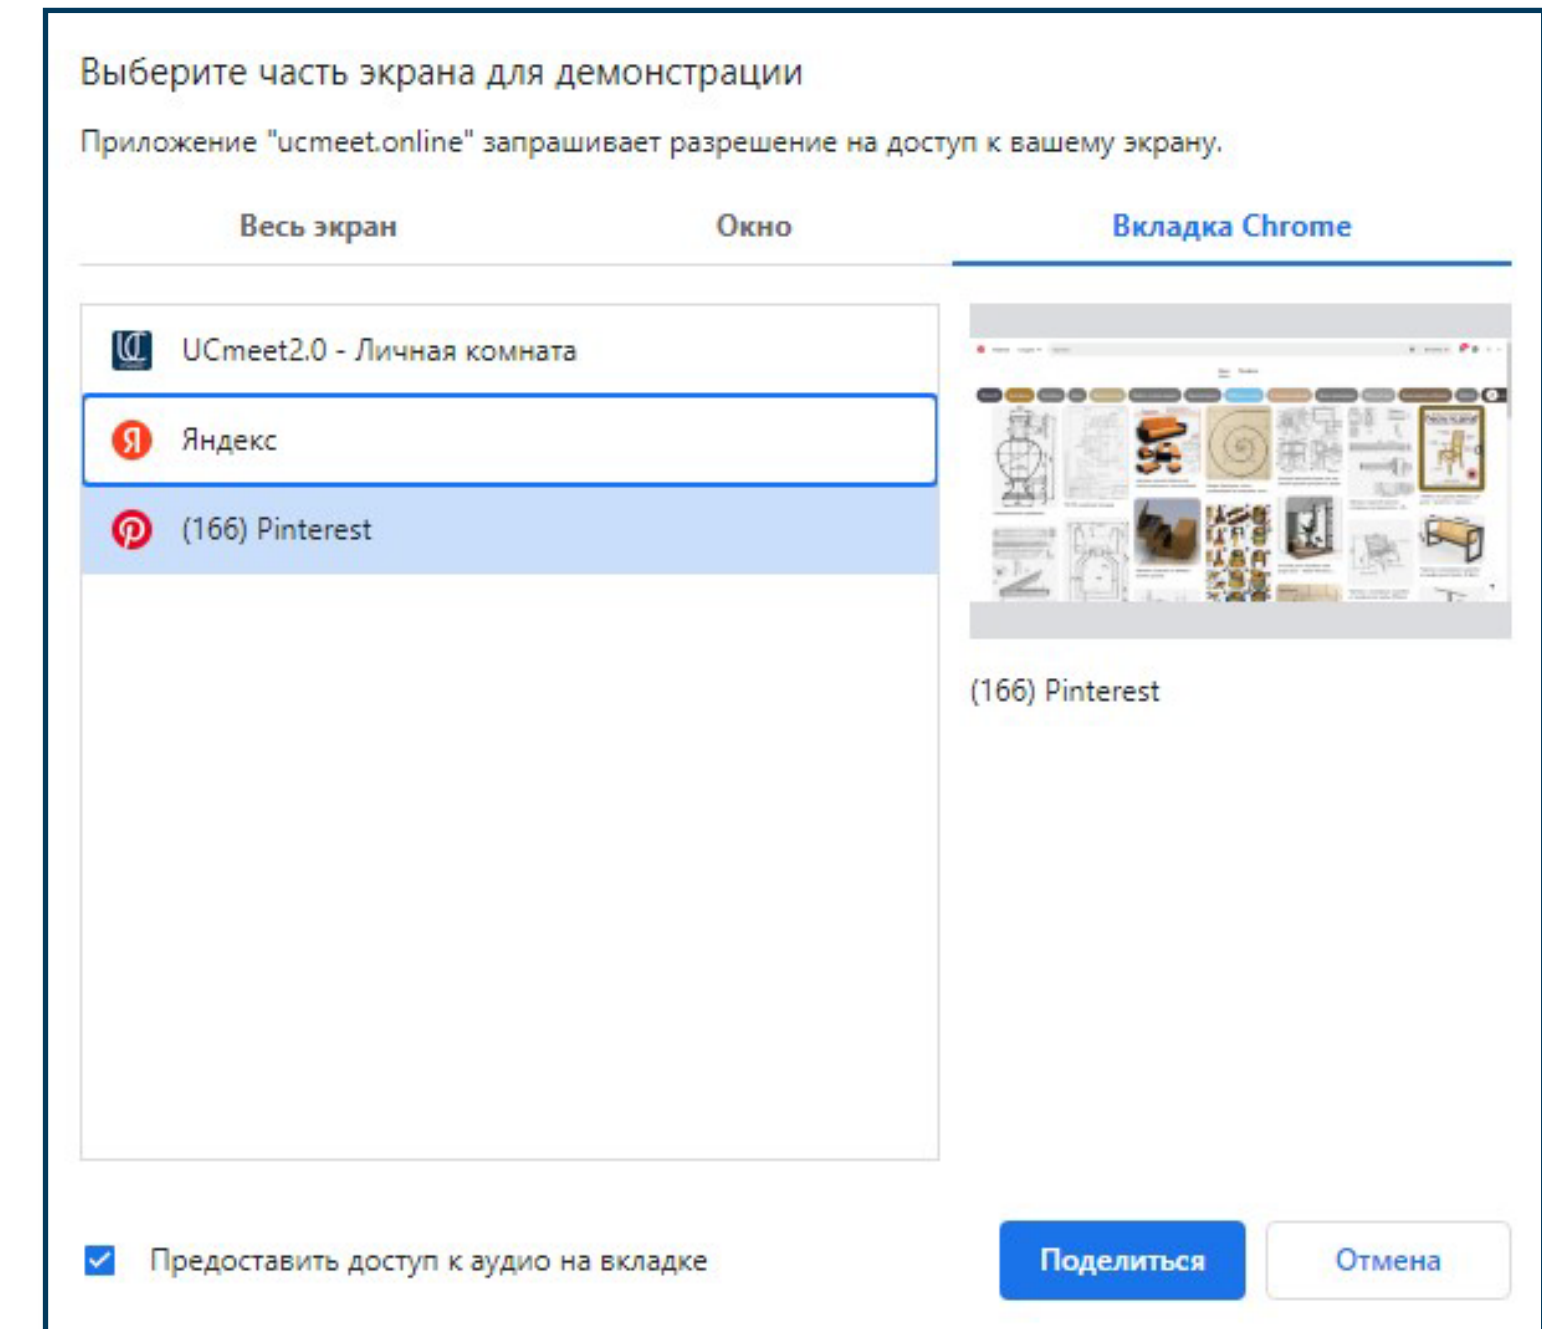 Выберите часть экрана для демонстрации
Приложение "ucmeet.online" запрашивает разрешение на доступ к вашему экрану.
Весь экран
Окно
Вкладка Chrome
UCmeet2.0 - Личная комната
Яндекс
(166) Pinterest
(166) Pinterest
Предоставить доступ к аудио на вкладке
Поделиться
Отмена